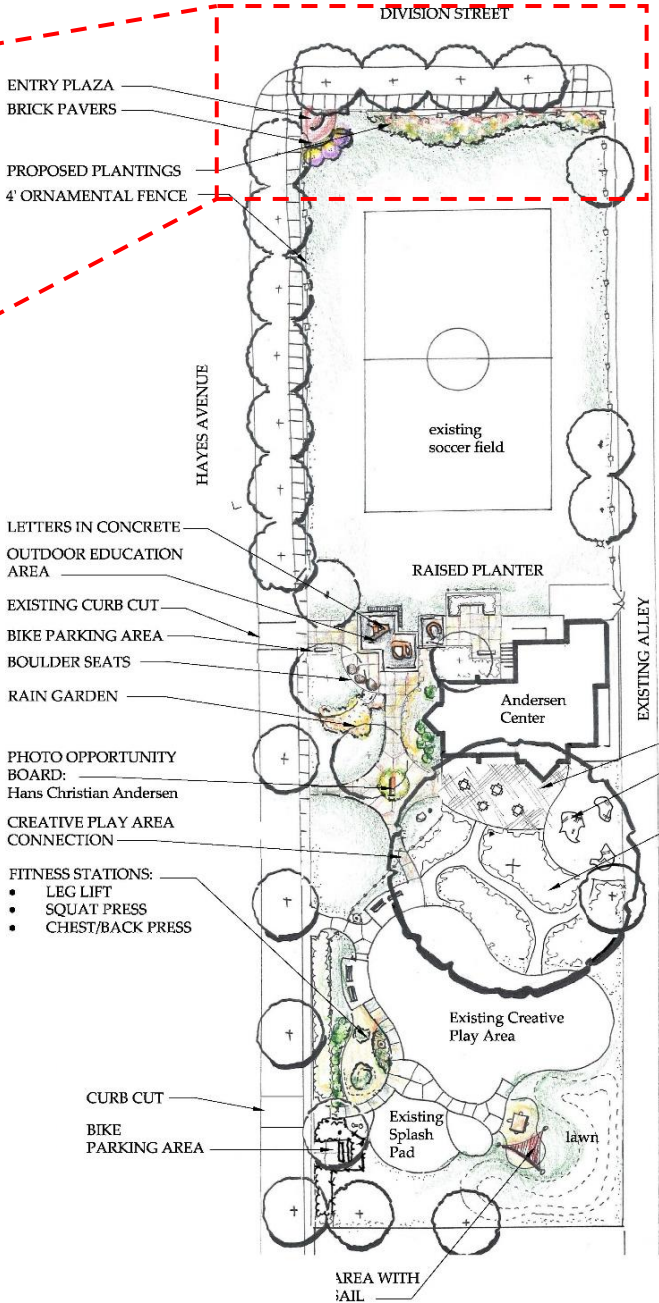 DIVISION STREET
ENTRY PLAZA
BRICK PAVERS
PROPOSED PLANTINGS
4' ORNAMENTAL FENCE
HAYES AVENUE
existing
soccer field
LETTERS IN CONCRETE
OUTDOOR EDUCATION
AREA
RAISED PLANTER
EXISTING CURB CUT
BIKE PARKING AREA
BOULDER SEATS
RAIN GARDEN
EXISTING ALLEY
Andersen
Center
PHOTO OPPORTUNITY
BOARD:
Hans Christian Andersen
CREATIVE PLAY AREA
CONNECTION
FITNESS STATIONS:
• LEG LIFT
• SQUAT PRESS
• CHEST/BACK PRESS
Existing Creative
Play Area
CURB CUT
BIKE
PARKING AREA
Existing
Splash
Pad
lawn
AREA WITH